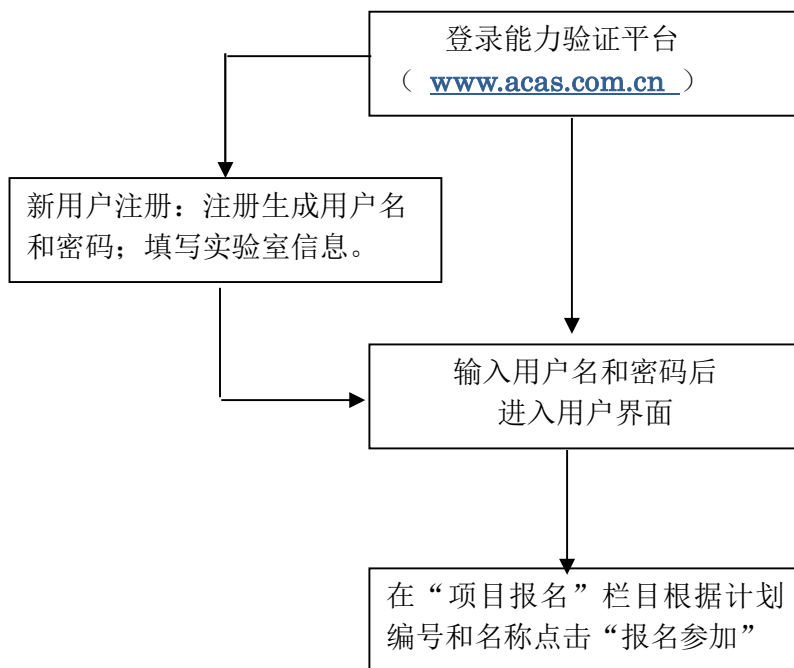 登录能力验证平台
（ www.acas.com.cn ）
新用户注册：注册生成用户名
和密码；填写实验室信息。
输入用户名和密码后
进入用户界面
在“项目报名”栏目根据计划
编号和名称点击“报名参加”